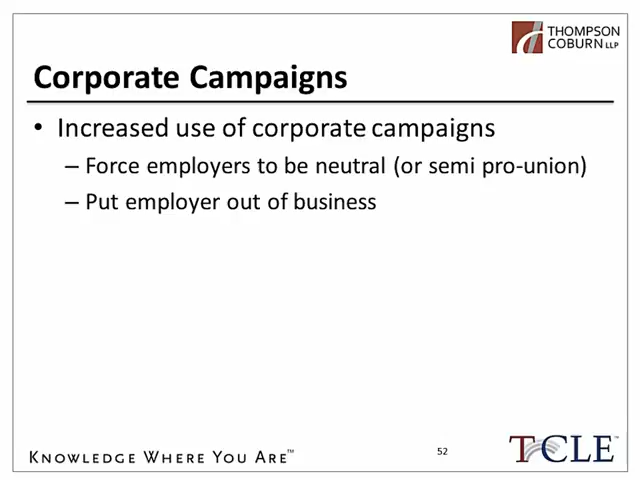 THOMPSON
COBURN LLP
Corporate Campaigns
• Increased use of corporate campaigns
– Force employers to be neutral (or semi pro-union)
– Put employer out of business
KNOWLEDGE WHERE YOU ARE™
52
TCLE™